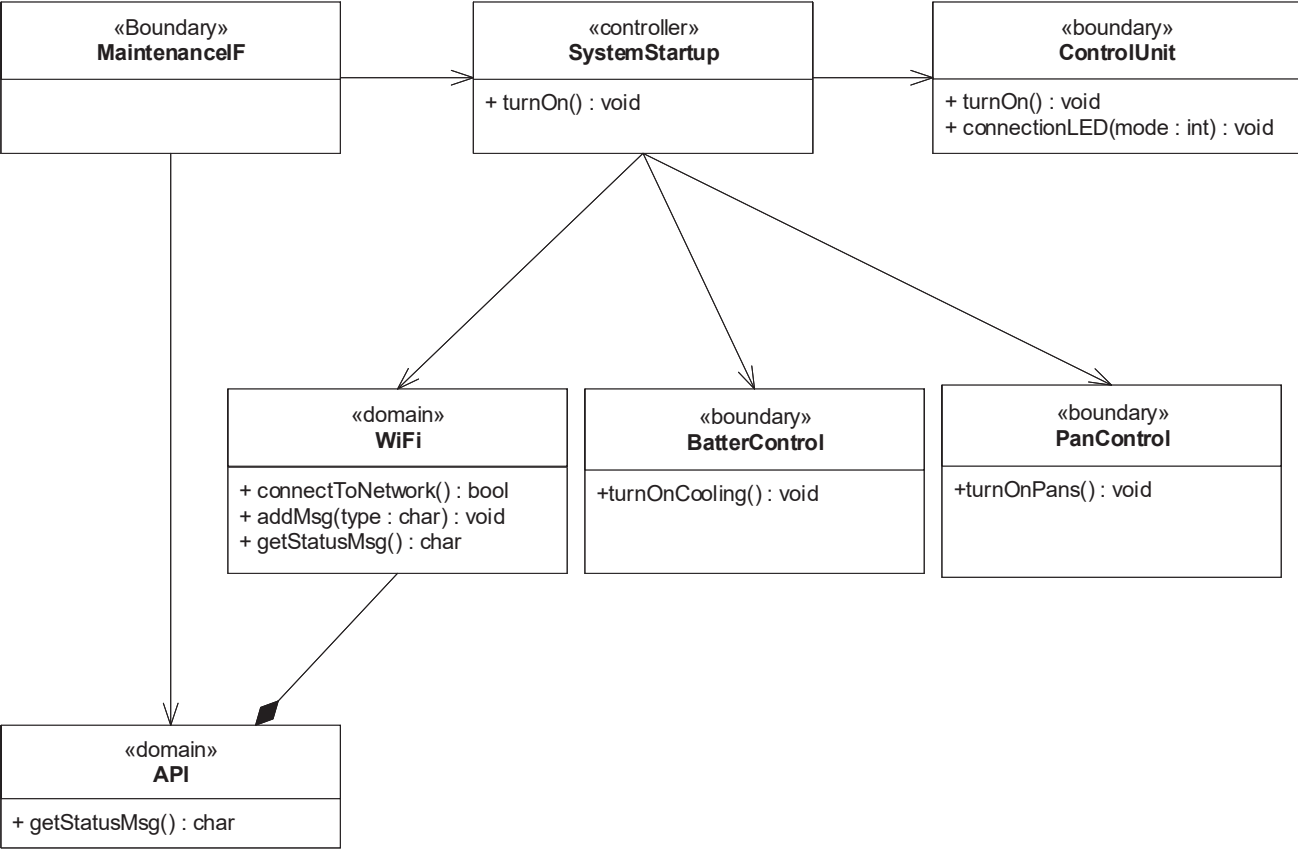 «Boundary»
MaintenanceIF
«controller»
SystemStartup
+ turnOn() : void
«boundary»
ControlUnit
+ turnOn() : void
+ connectionLED(mode : int) : void
«domain»
WiFi
+ connectToNetwork() : bool
+ addMsg(type : char) : void
+ getStatusMsg() : char
«boundary»
BatterControl
+turnOnCooling() : void
«boundary»
PanControl
+turnOnPans() : void
«domain»
API
+ getStatusMsg() : char